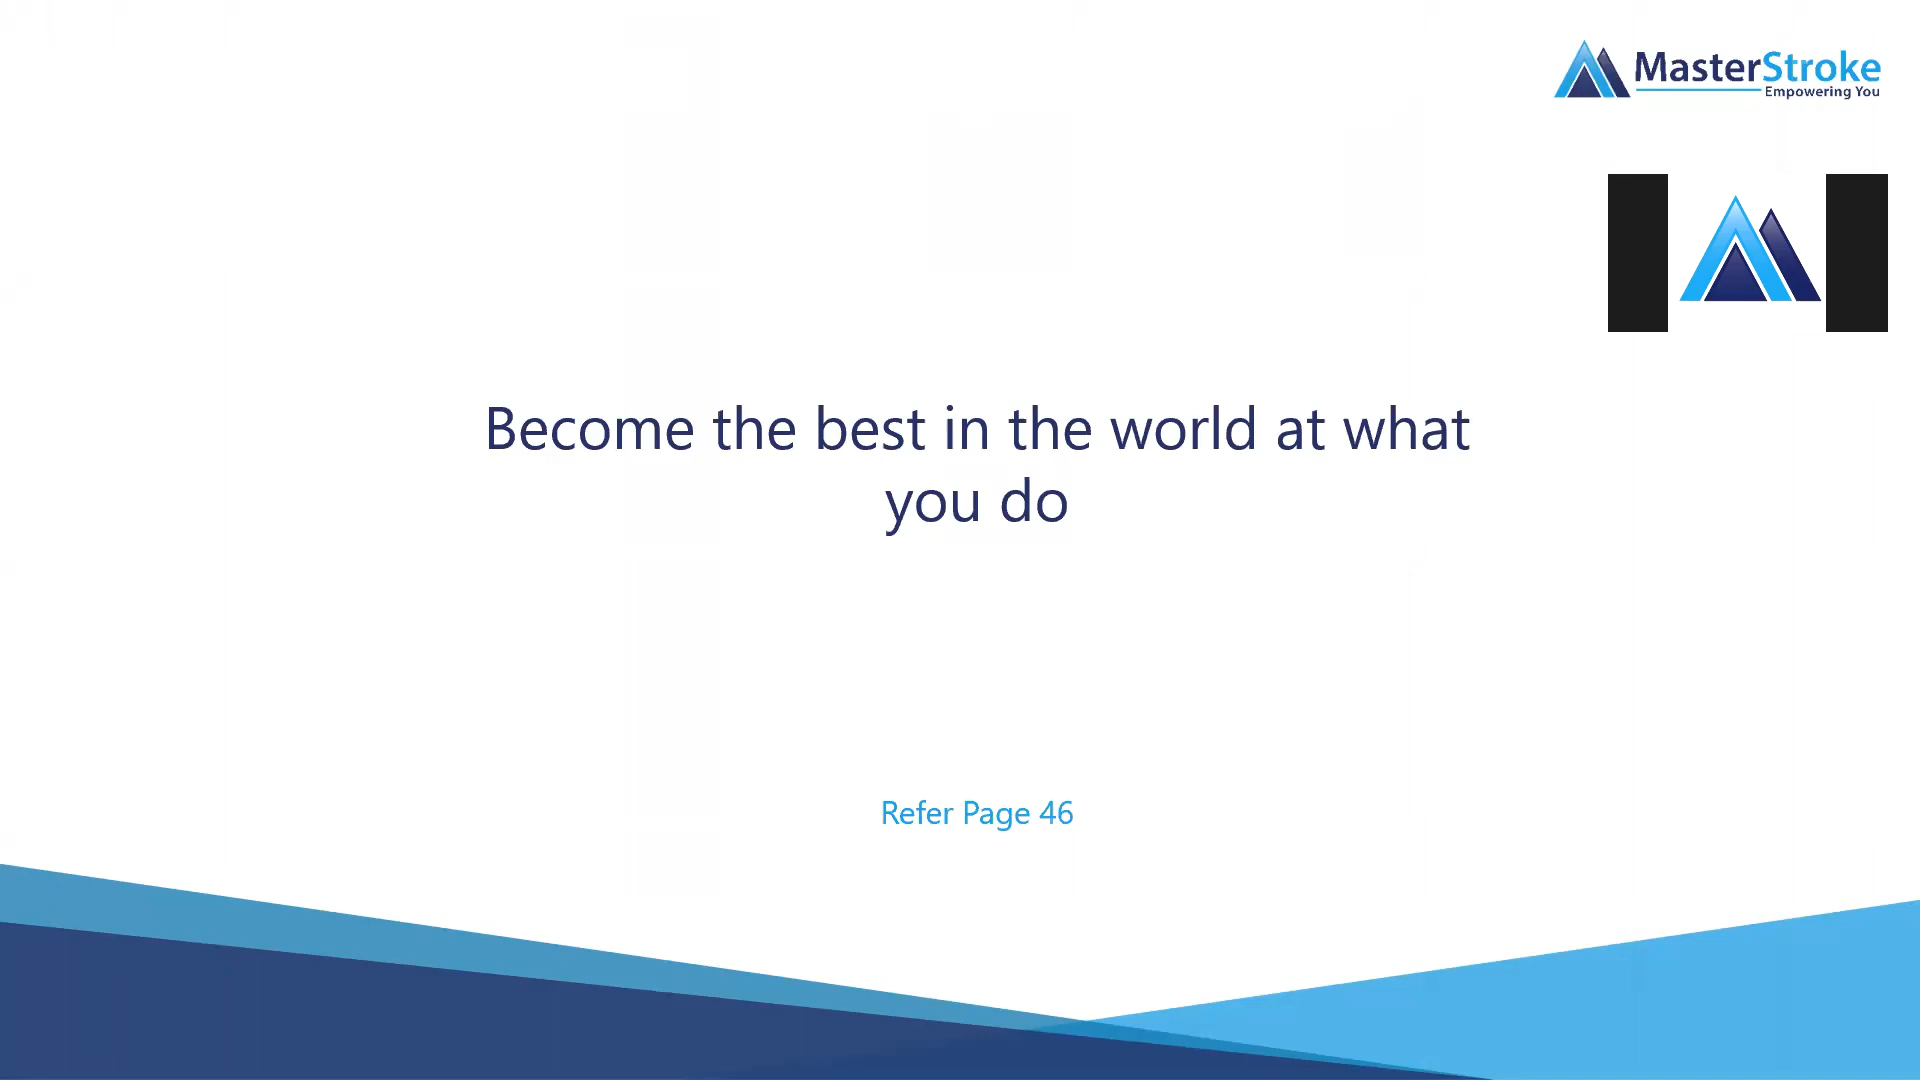 MasterStroke
Empowering You
Become the best in the world at what
you do
Refer Page 46